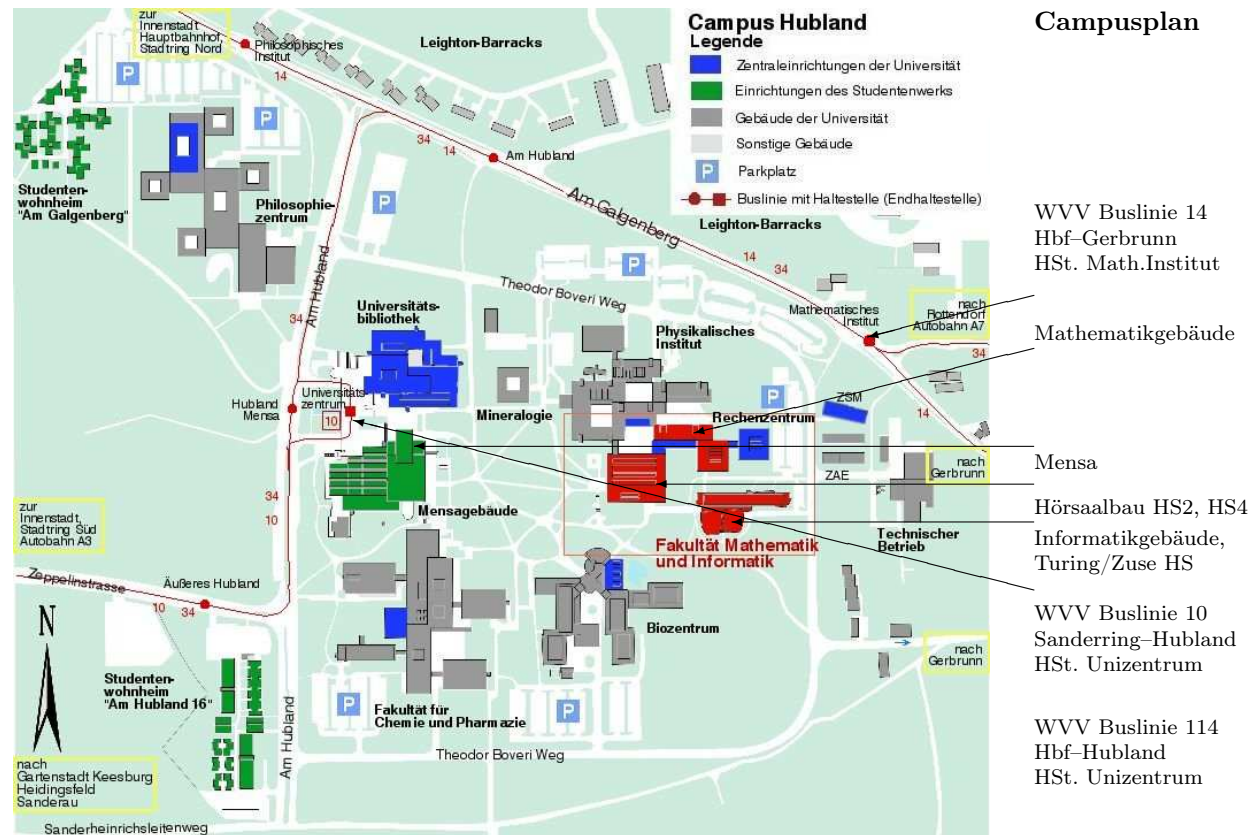 zur
Innenstadt
Hauptbahnhof,
Stadtring Nord
Philosophisches
Institut
Leighton-Barracks
Campus Hubland
Legende
Zentraleinrichtungen der Universität
Einrichtungen des Studentenwerks
Gebäude der Universität
Sonstige Gebäude
P
Parkplatz
Buslinie mit Haltestelle (Endhaltestelle)
Campusplan
P
P
14
34
14
Am Hubland
Studenten-
wohnheim
"Am Galgenberg"
Philosophie-
zentrum
P
Am Galgenberg
Leighton-Barracks
Am Hubland
14
34
P
WVV Buslinie 14
Hbf–Gerbrunn
HSt. Math.Institut
Theodor Boveri Weg
Universitäts-
bibliothek
34
Mathematisches
Institut
nach
Rottendorf
Autobahn A7
34
Physikalisches
Institut
Mathematikgebäude
Hubland
Mensa
Universitäts-
zentrum
10
Mineralogie
P
Rechenzentrum
ZSM
14
nach
Gerbrunn
Mensa
ZAE
34
10
zur
Innenstadt,
Stadtring Süd
Autobahn A3
Mensagebäude
Hörsaalbau HS2, HS4
Technischer
Betrieb
Fakultät Mathematik
und Informatik
Informatikgebäude,
Turing/Zuse HS
Zeppelinstrasse
Äußeres Hubland
10
34
N
Biozentrum
WVV Buslinie 10
Sanderring–Hubland
HSt. Unizentrum
nach
Gerbrunn
Studenten-
wohnheim
"Am Hubland 16"
P
P
Fakultät für
Chemie und Pharmazie
Am Hubland
Theodor Boveri Weg
WVV Buslinie 114
Hbf–Hubland
HSt. Unizentrum
nach
Gartenstadt Keesburg
Heidingsfeld
Sanderau
Sanderheinrichsleitenweg